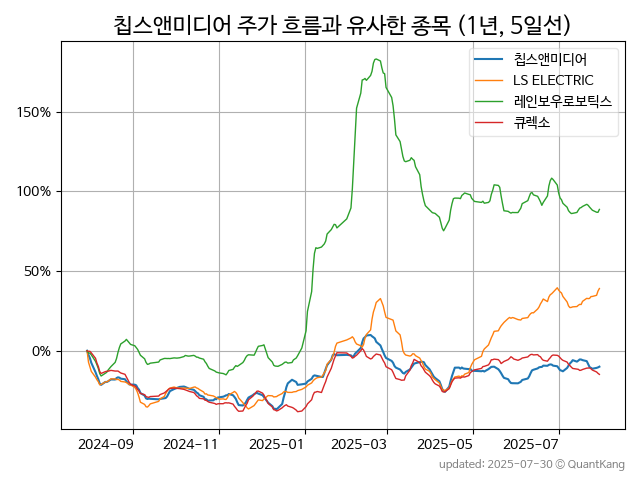 칩스앤미디어 주가 흐름과 유사한 종목 (1년, 5일선)
칩스앤미디어
LS ELECTRIC
레인보우로보틱스
큐렉소
150%
100%
50%
0%
2024-09 2024-11 2025-01 2025-03 2025-05 2025-07
updated: 2025-07-30 © QuantKang